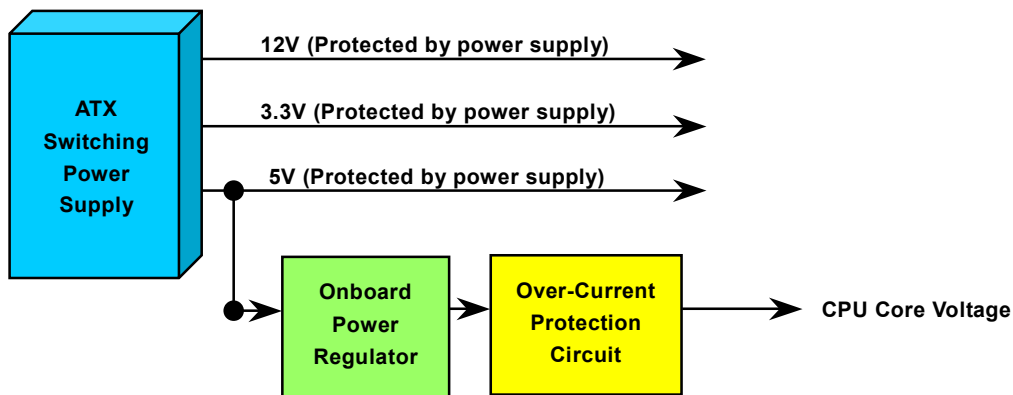 12V (Protected by power supply)
ATX
Switching
Power
Supply
3.3V (Protected by power supply)
5V (Protected by power supply)
Onboard
Power
Regulator
Over-Current
Protection
Circuit
CPU Core Voltage